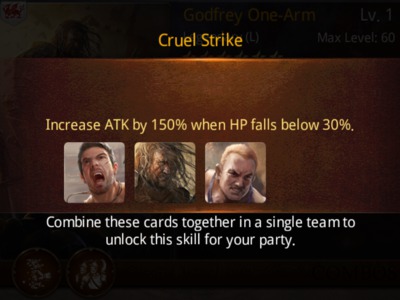 Godfrey One-Arm
Lv. 1
Cruel Strike
(L)
Max Level: 60
Increase ATK by 150% when HP falls below 30%.
Combine these cards together in a single team to
unlock this skill for your party.